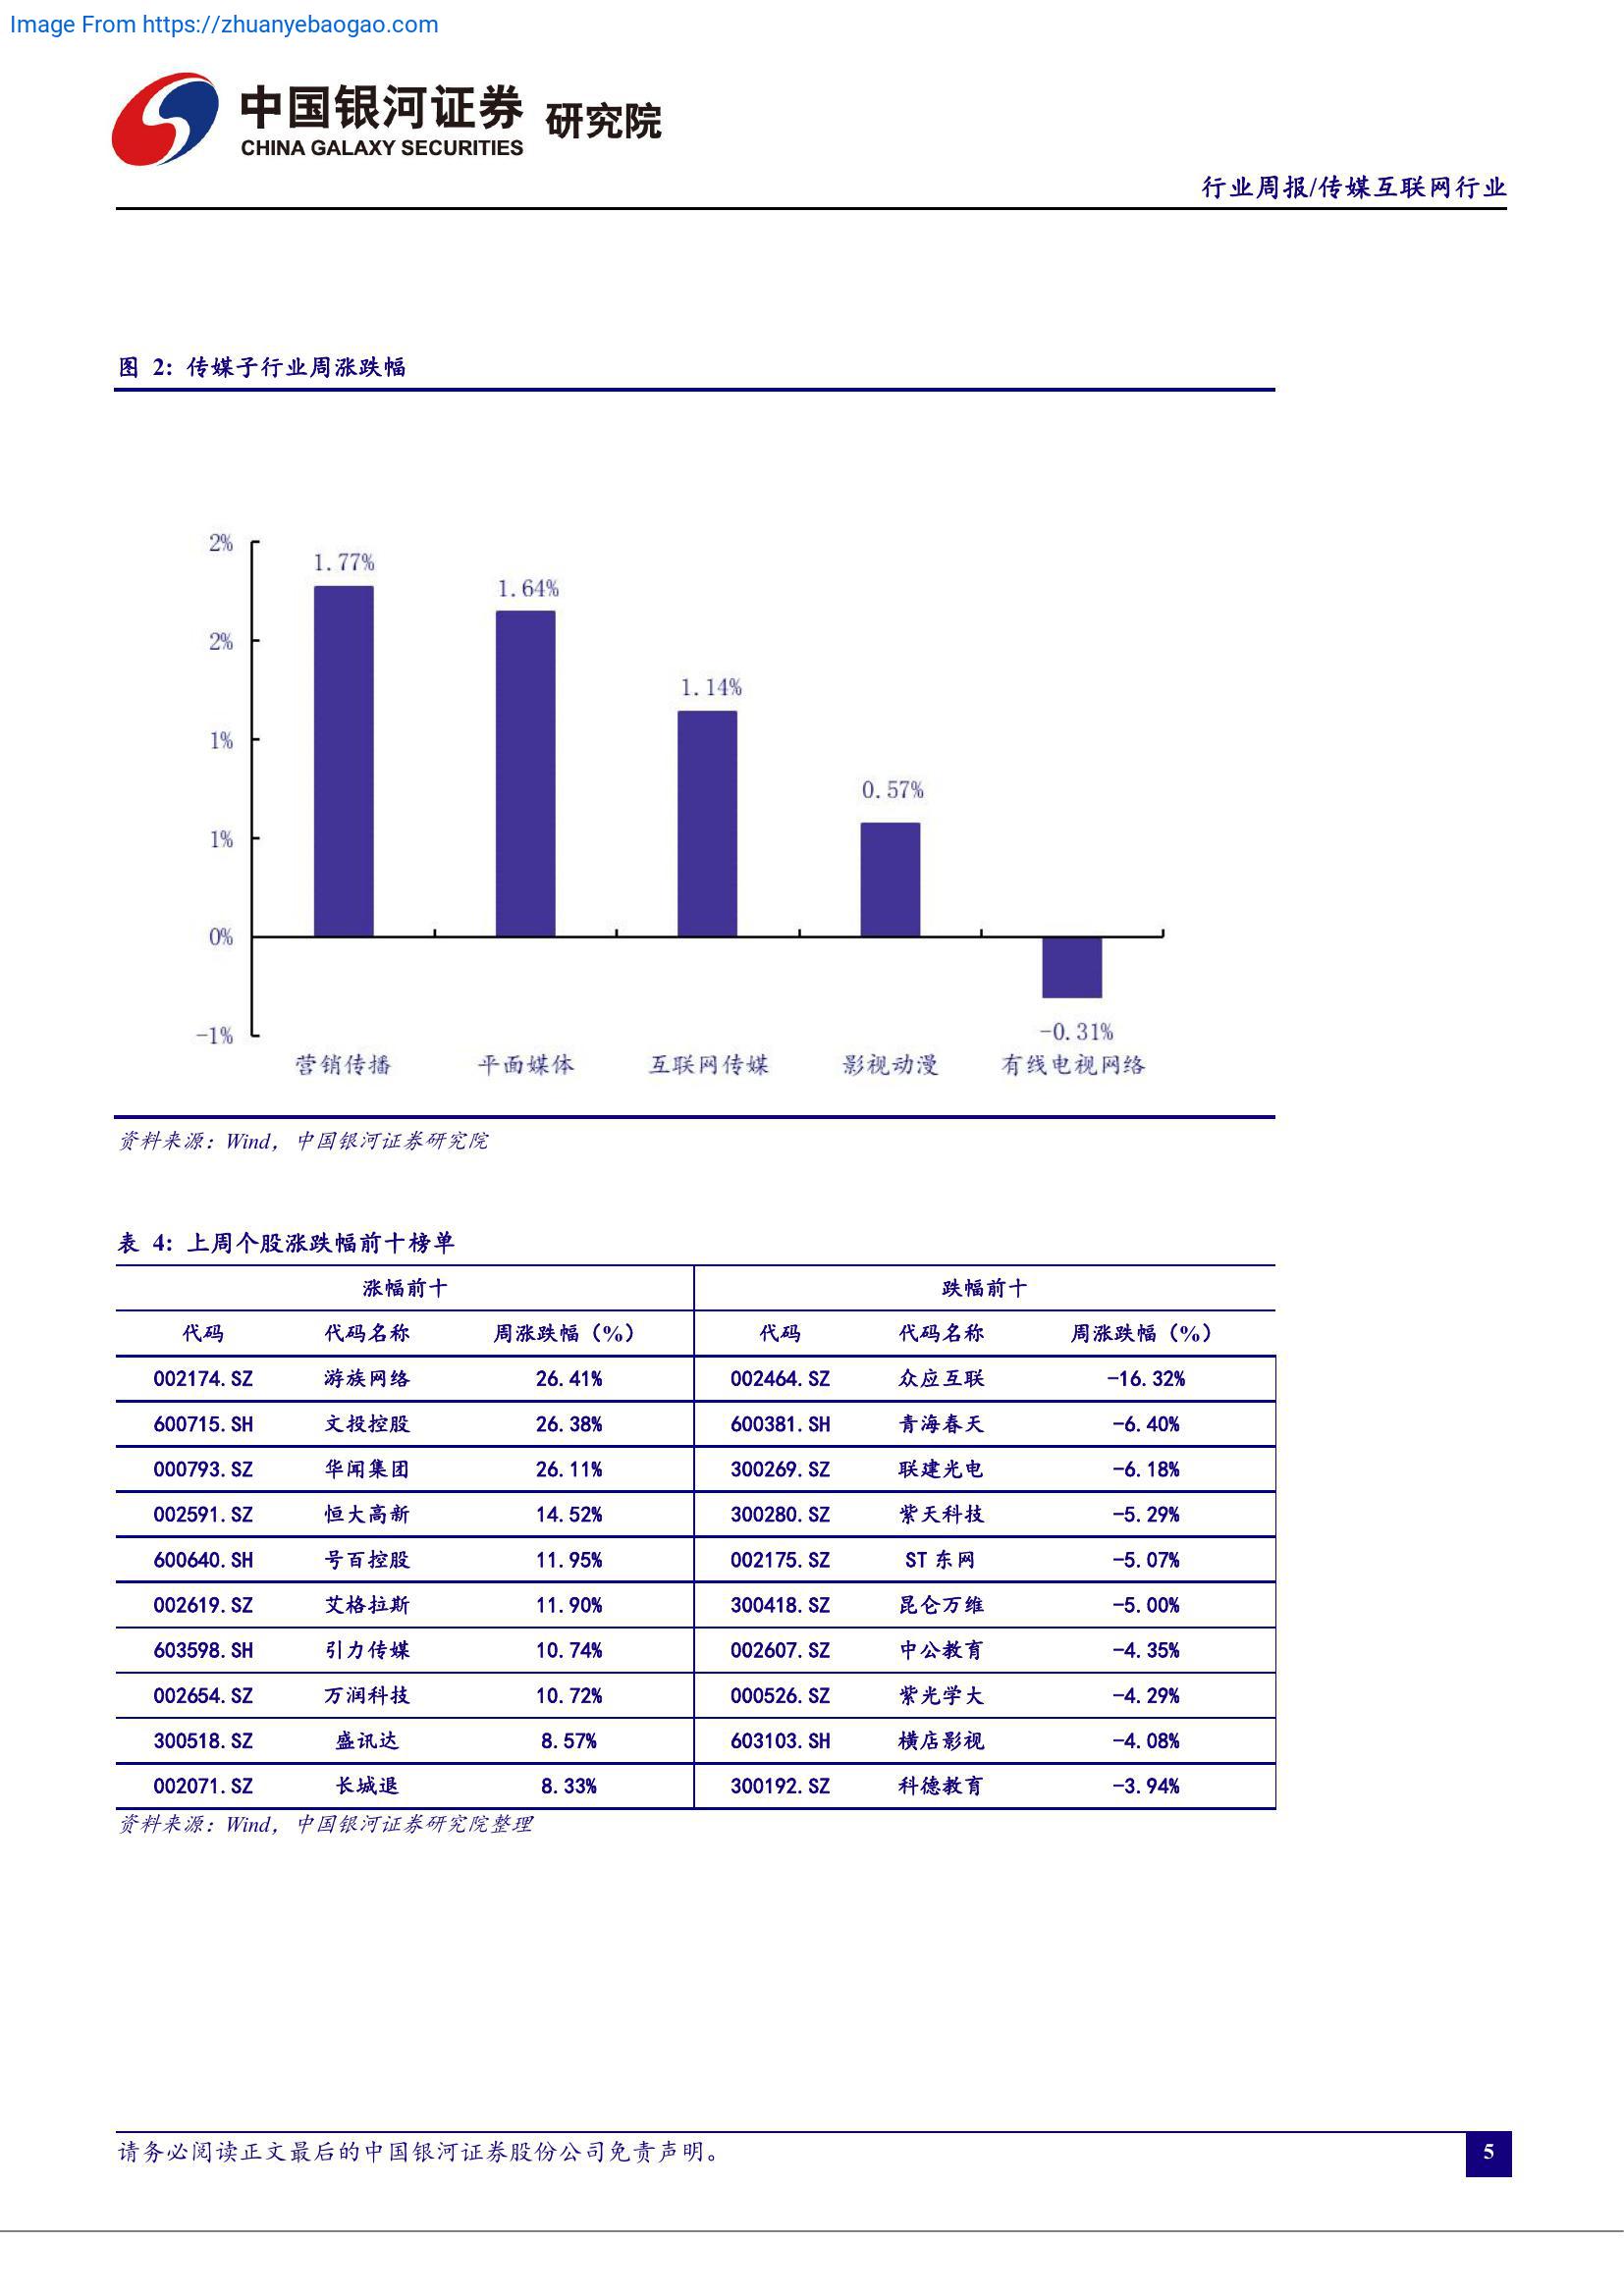 Image From https://zhuanyebaogao.com
中国银河证券 研究院
CHINA GALAXY SECURITIES
行业周报/传媒互联网行业
图 2: 传媒子行业周涨跌幅
2%
2%
1%
1%
0%
-1%
1.77%
1.64%
1.14%
0.57%
-0.31%
营销传播 平面媒体 互联网传媒 影视动漫 有线电视网络
资料来源：Wind，中国银河证券研究院
表 4: 上周个股涨跌幅前十榜单
涨幅前十 跌幅前十
代码 代码名称 周涨跌幅（%） 代码 代码名称 周涨跌幅（%）
002174.SZ 游族网络 26.41% 002464.SZ 众应互联 -16.32%
600715.SH 文投控股 26.38% 600381.SH 青海春天 -6.40%
000793.SZ 华闻集团 26.11% 300269.SZ 联建光电 -6.18%
002591.SZ 恒大高新 14.52% 300280.SZ 紫天科技 -5.29%
600640.SH 号百控股 11.95% 002175.SZ ST 东网 -5.07%
002619.SZ 艾格拉斯 11.90% 300418.SZ 昆仑万维 -5.00%
603598.SH 引力传媒 10.74% 002607.SZ 中公教育 -4.35%
002654.SZ 万润科技 10.72% 000526.SZ 紫光学大 -4.29%
300518.SZ 盛讯达 8.57% 603103.SH 横店影视 -4.08%
002071.SZ 长城退 8.33% 300192.SZ 科德教育 -3.94%
资料来源：Wind，中国银河证券研究院整理
请务必阅读正文最后的中国银河证券股份公司免责声明。
5